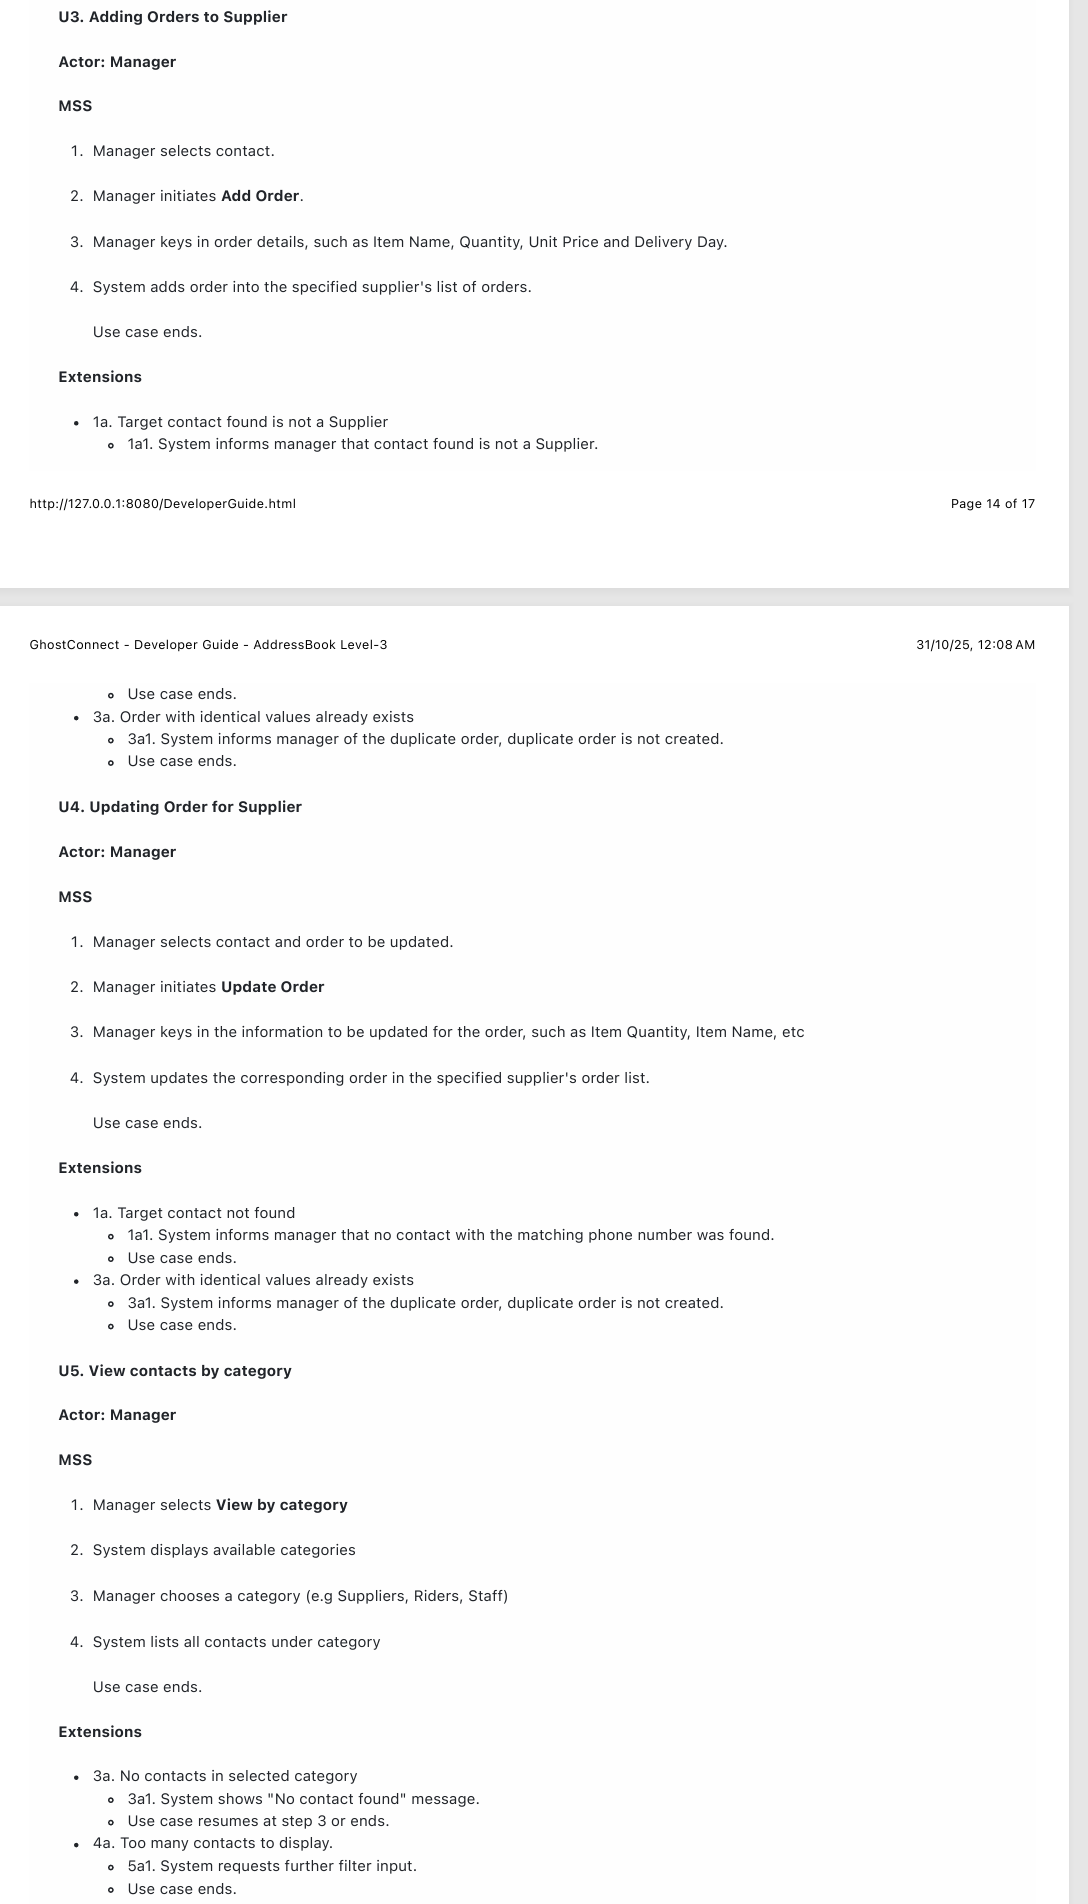 U3. Adding Orders to Supplier
Actor: Manager
MSS
1. Manager selects contact.
2. Manager initiates Add Order.
3. Manager keys in order details, such as Item Name, Quantity, Unit Price and Delivery Day.
4. System adds order into the specified supplier's list of orders.
Use case ends.
Extensions
• 1a. Target contact found is not a Supplier
◦ 1a1. System informs manager that contact found is not a Supplier.
http://127.0.0.1:8080/DeveloperGuide.html Page 14 of 17
GhostConnect - Developer Guide - AddressBook Level-3 31/10/25, 12:08 AM
◦ Use case ends.
• 3a. Order with identical values already exists
◦ 3a1. System informs manager of the duplicate order, duplicate order is not created.
◦ Use case ends.
U4. Updating Order for Supplier
Actor: Manager
MSS
1. Manager selects contact and order to be updated.
2. Manager initiates Update Order
3. Manager keys in the information to be updated for the order, such as Item Quantity, Item Name, etc
4. System updates the corresponding order in the specified supplier's order list.
Use case ends.
Extensions
• 1a. Target contact not found
◦ 1a1. System informs manager that no contact with the matching phone number was found.
◦ Use case ends.
• 3a. Order with identical values already exists
◦ 3a1. System informs manager of the duplicate order, duplicate order is not created.
◦ Use case ends.
U5. View contacts by category
Actor: Manager
MSS
1. Manager selects View by category
2. System displays available categories
3. Manager chooses a category (e.g Suppliers, Riders, Staff)
4. System lists all contacts under category
Use case ends.
Extensions
• 3a. No contacts in selected category
◦ 3a1. System shows "No contact found" message.
◦ Use case resumes at step 3 or ends.
• 4a. Too many contacts to display.
◦ 5a1. System requests further filter input.
◦ Use case ends.